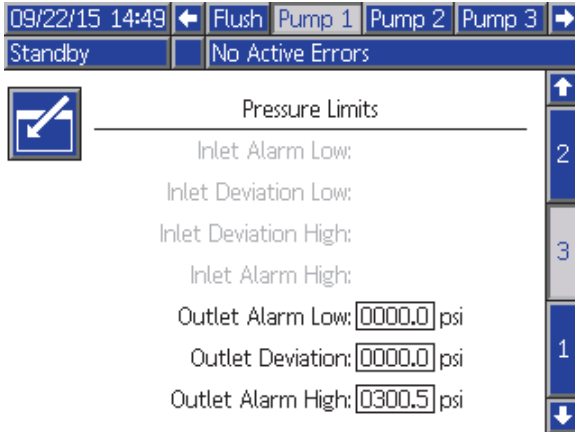 09/22/15 14:49 Flush Pump 1 Pump 2 Pump 3
Standby No Active Errors
Pressure Limits
Inlet Alarm Low:
2
Inlet Deviation Low:
Inlet Deviation High:
3
Inlet Alarm High:
Outlet Alarm Low: 0000.0 psi
Outlet Deviation: 0000.0 psi
1
Outlet Alarm High: 0300.5 psi